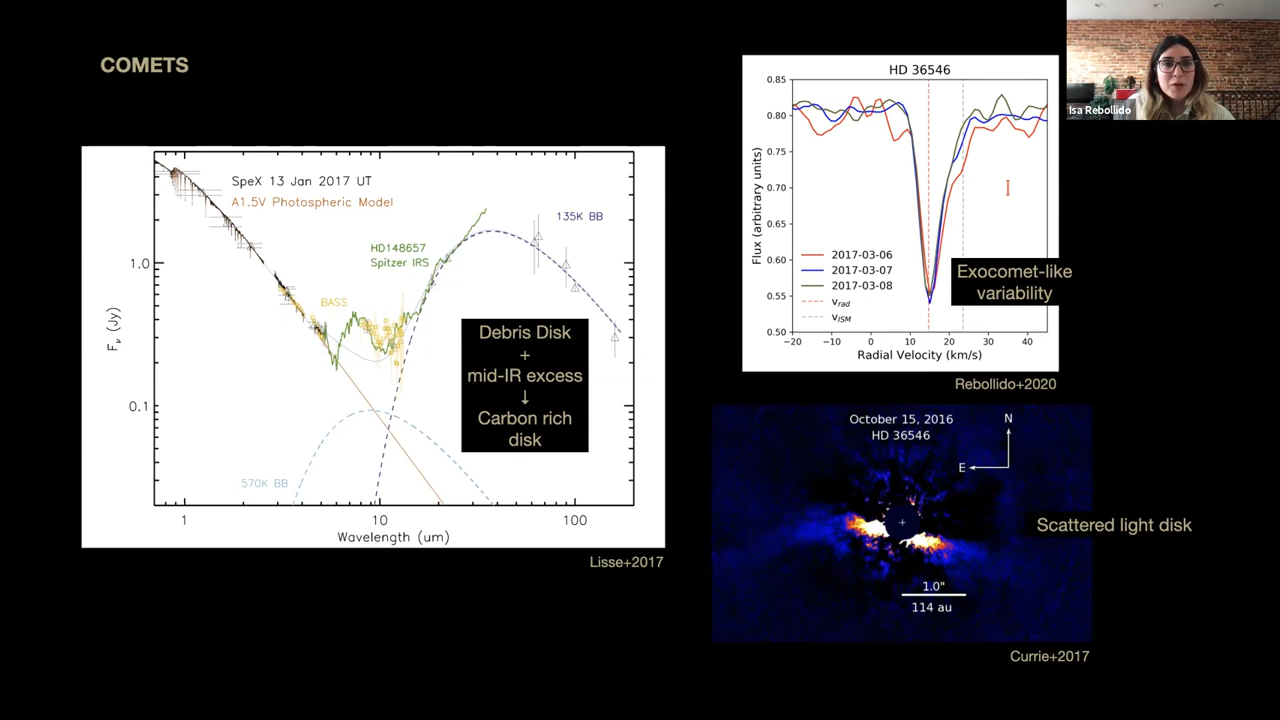 COMETS
SpeX 13 Jan 2017 UT
A1.5V Photospheric Model
135K BB
HD148657
Spitzer IRS
BASS
570K BB
1.0
0.1
Fν (Jy)
1 10 100
Wavelength (um)
Debris Disk
+
mid-IR excess
↓
Carbon rich
disk
Lisse+2017
HD 36546
0.85
0.80
0.75
0.70
0.65
0.60
0.55
0.50
Flux (arbitrary units)
2017-03-06
2017-03-07
2017-03-08
vrad
vISM
−20 −10 0 10 20 30 40
Radial Velocity (km/s)
Exocomet-like
variability
Rebollido+2020
Isa Rebollido
October 15, 2016
HD 36546
N
E
1.0"
114 au
Scattered light disk
Currie+2017